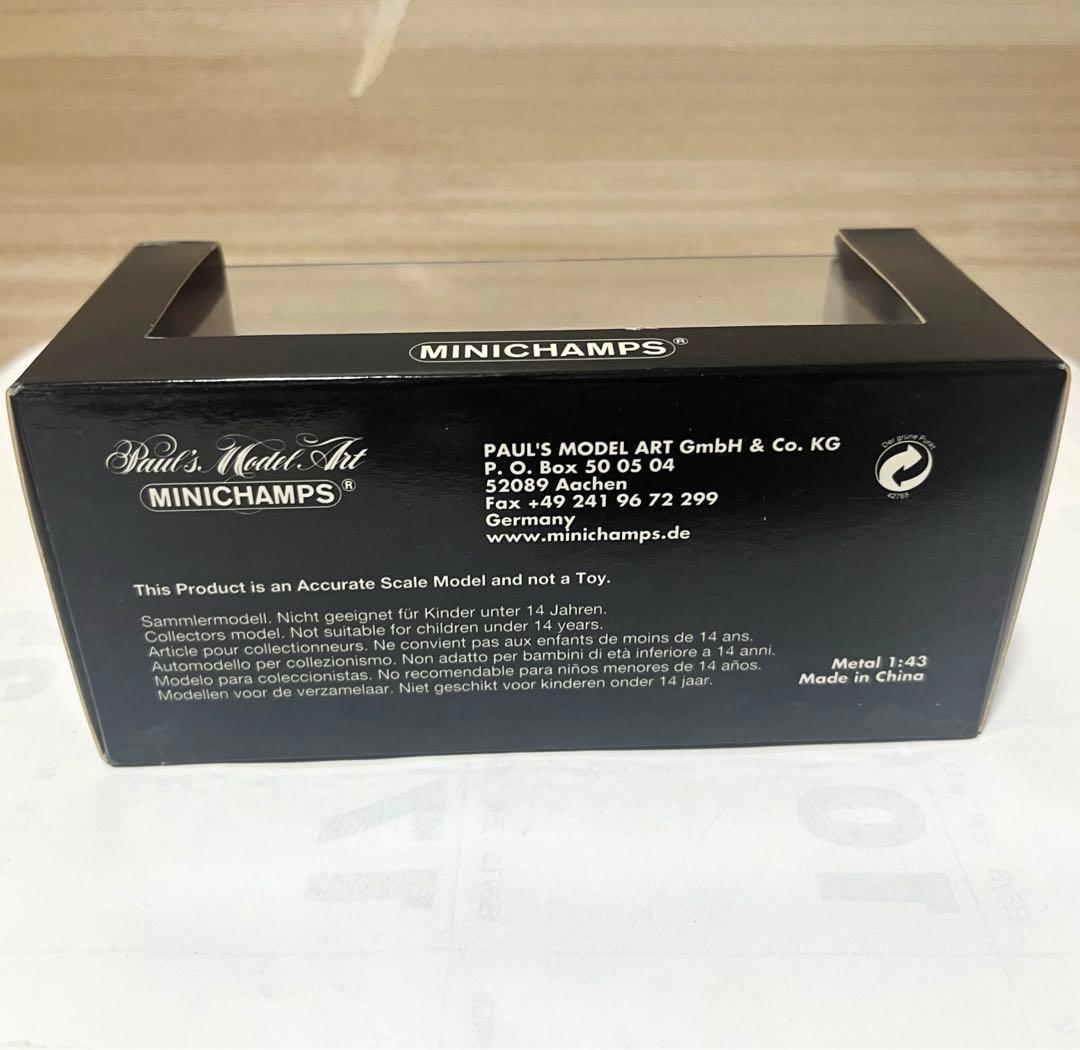 MINICHAMPS®
Paul's Model Art
MINICHAMPS®
PAUL'S MODEL ART GmbH & Co. KG
P. O. Box 50 05 04
52089 Aachen
Fax +49 241 96 72 299
Germany
www.minichamps.de
Der grüne Punkt
42765
This Product is an Accurate Scale Model and not a Toy.
Sammlermodell. Nicht geeignet für Kinder unter 14 Jahren.
Collectors model. Not suitable for children under 14 years.
Article pour collectionneurs. Ne convient pas aux enfants de moins de 14 ans.
Automodello per collezionismo. Non adatto per bambini di età inferiore a 14 anni.
Modelo para coleccionistas. No recomendable para niños menores de 14 años.
Modellen voor de verzamelaar. Niet geschikt voor kinderen onder 14 jaar.
Metal 1:43
Made in China